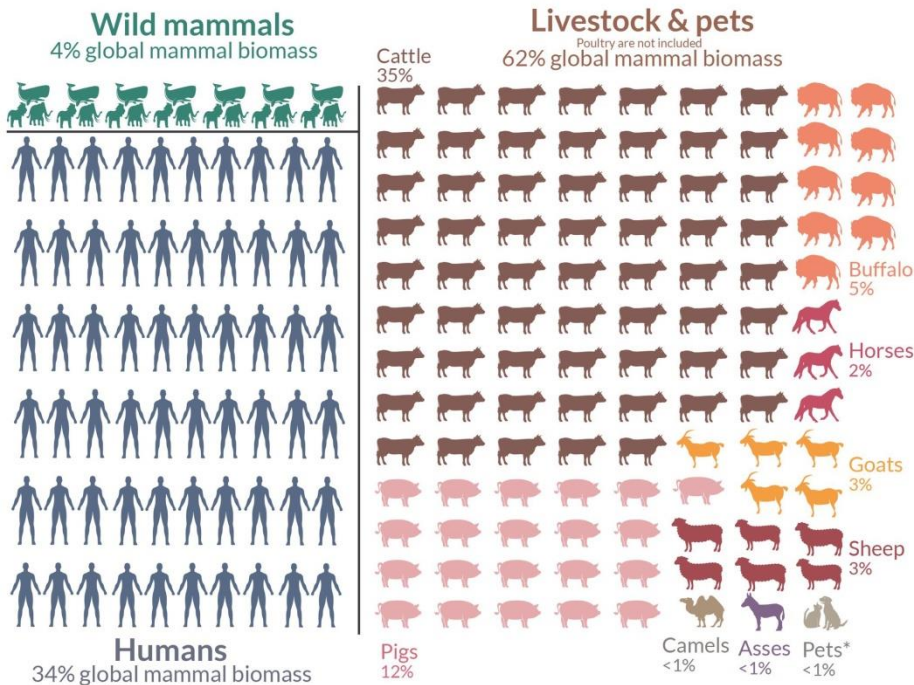 Wild mammals
4% global mammal biomass
Livestock & pets
Poultry are not included
62% global mammal biomass
Cattle
35%
Buffalo
5%
Horses
2%
Goats
3%
Sheep
3%
Humans
34% global mammal biomass
Pigs
12%
Camels
<1%
Asses
<1%
Pets*
<1%